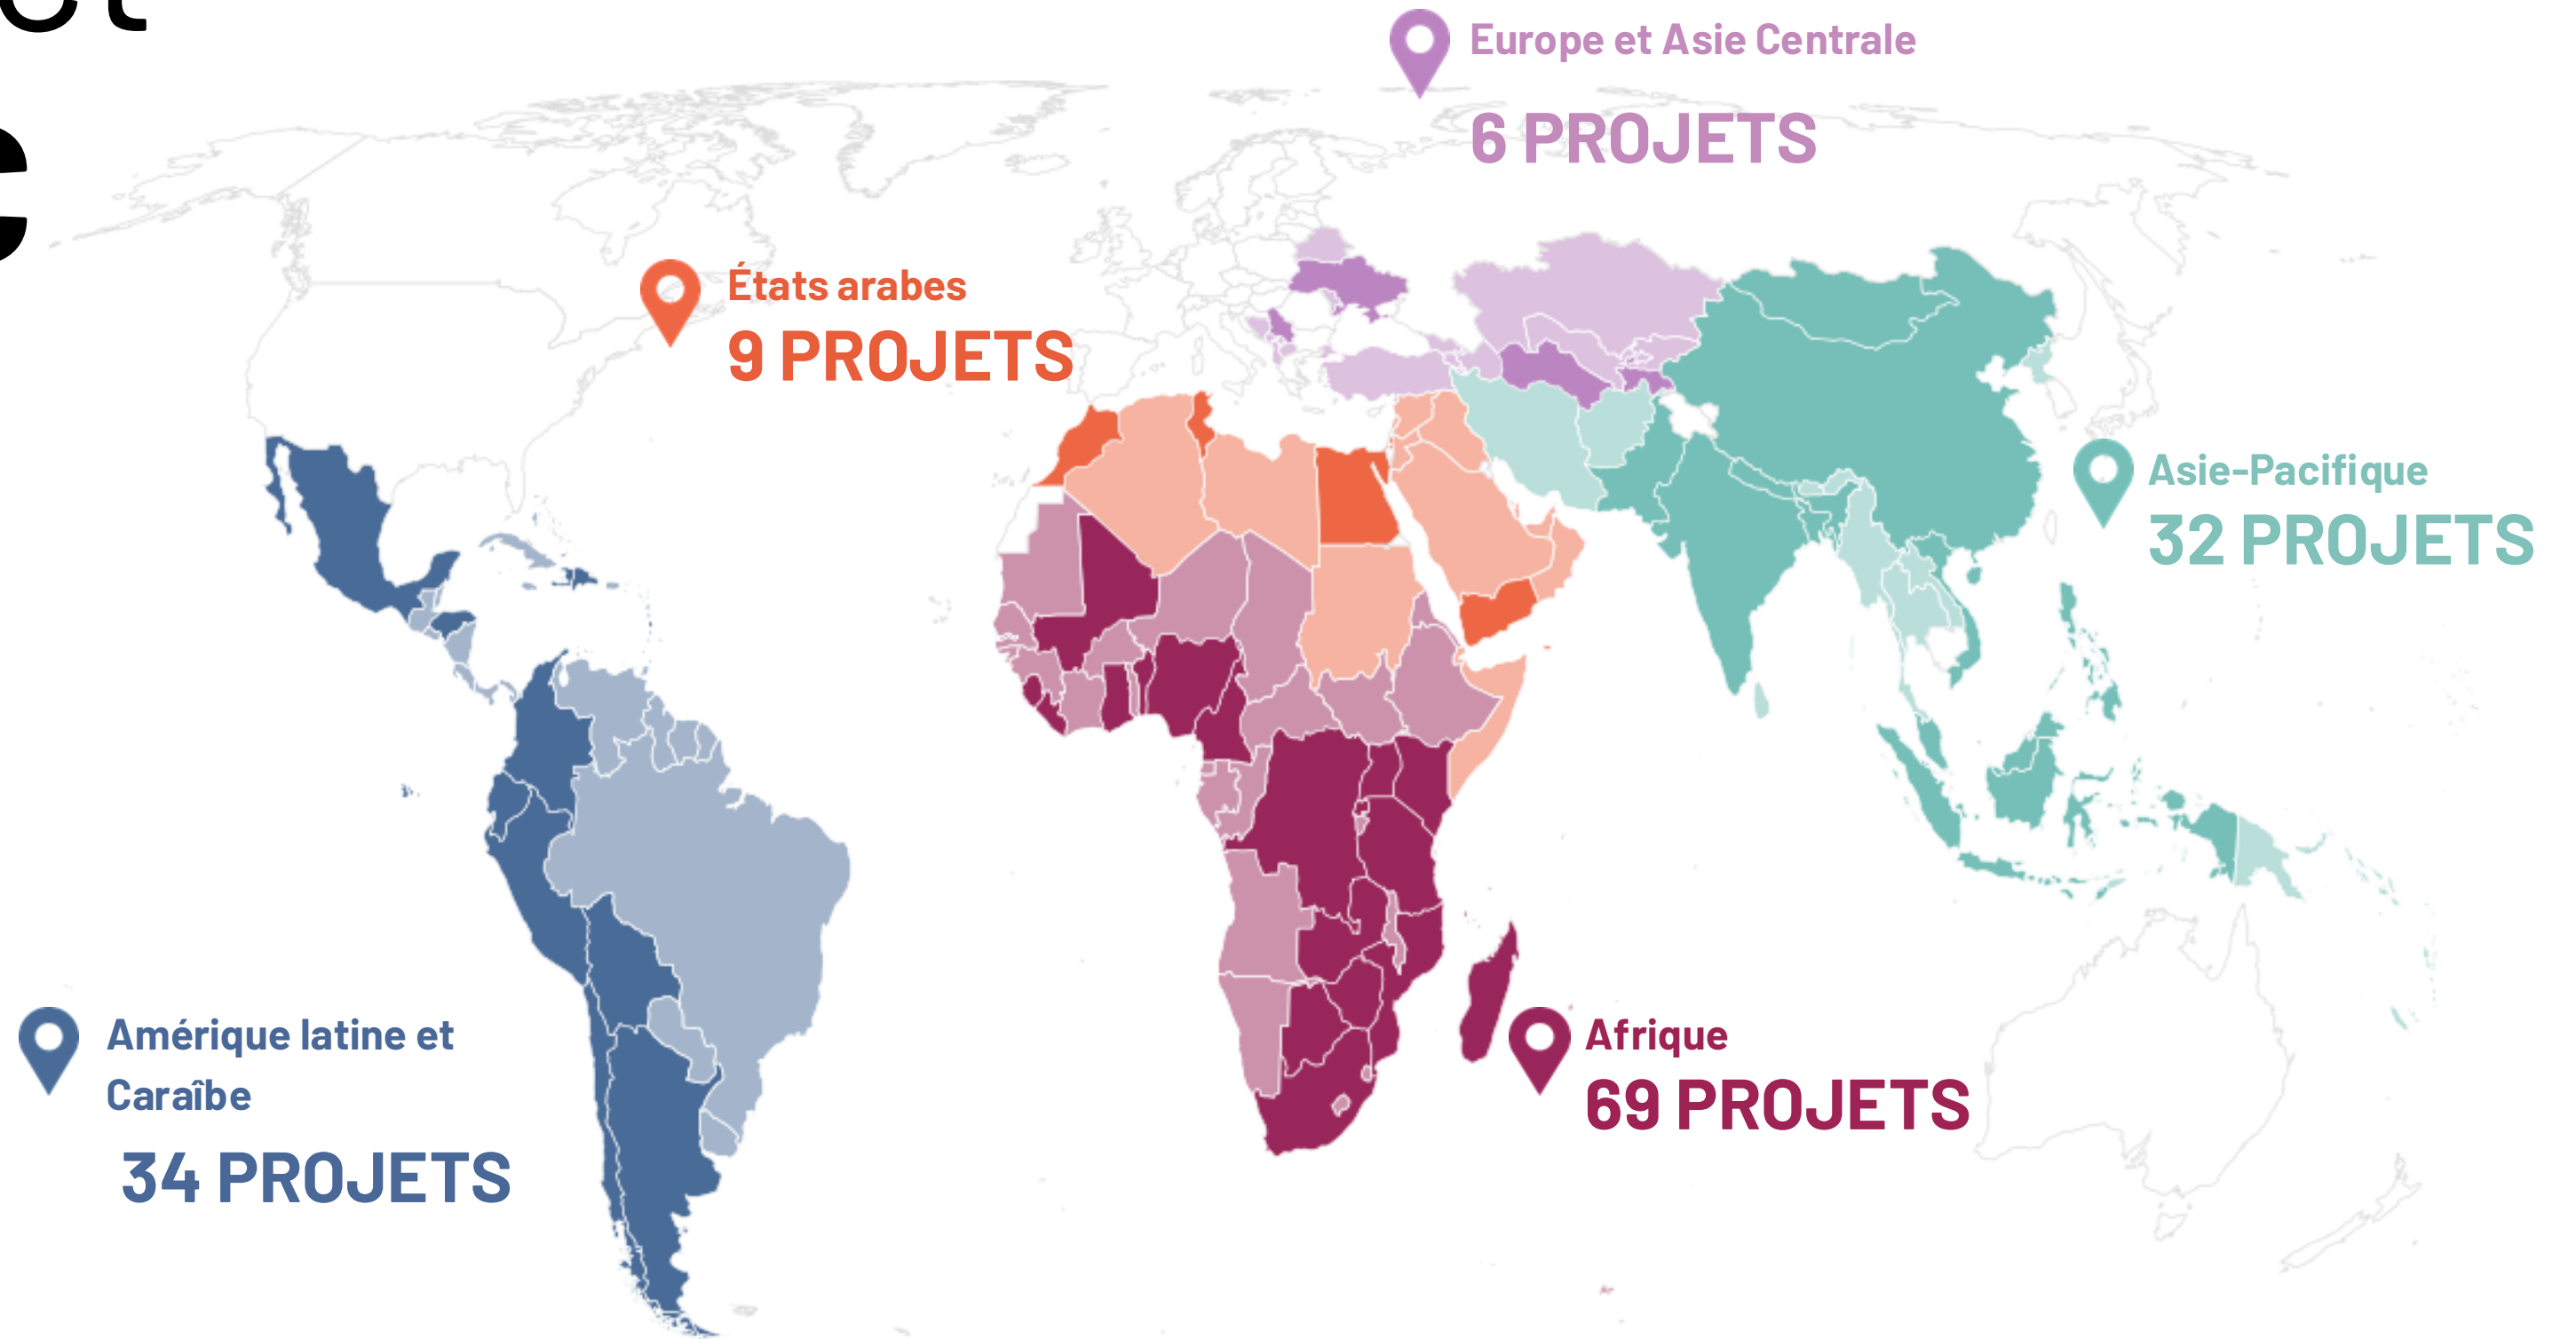 Europe et Asie Centrale
6 PROJETS
États arabes
9 PROJETS
Asie-Pacifique
32 PROJETS
Amérique latine et
Caraîbe
34 PROJETS
Afrique
69 PROJETS